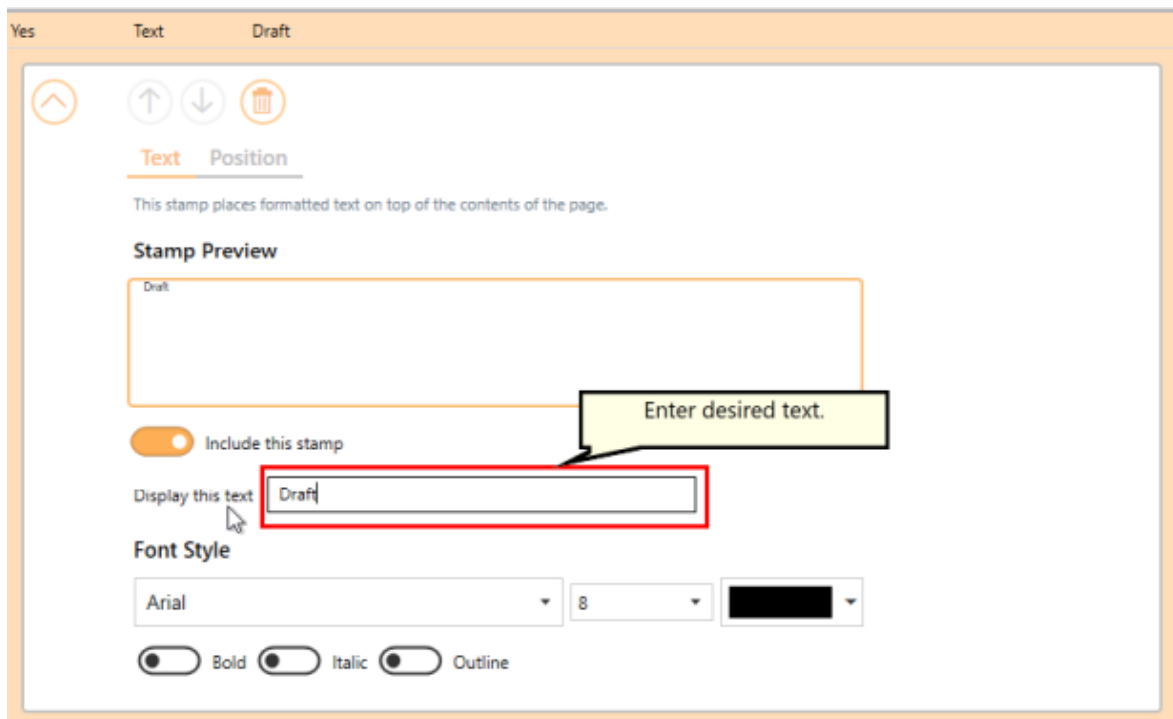 Yes Text Draft
Text Position
This stamp places formatted text on top of the contents of the page.
Stamp Preview
Draft
Enter desired text.
Include this stamp
Display this text Draft
Font Style
Arial 8
Bold Italic Outline